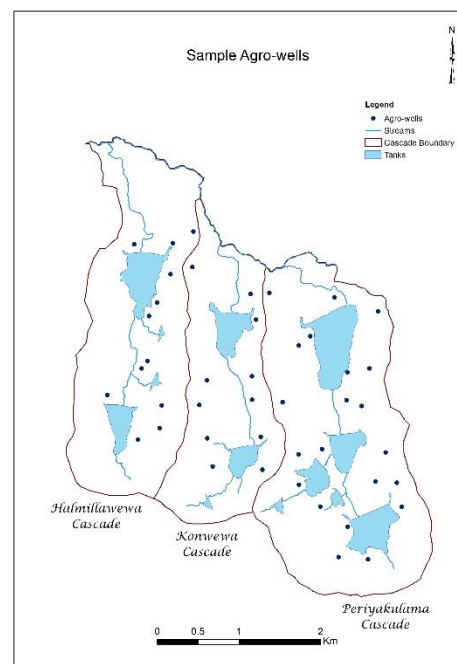 Sample Agro-wells
N
Legend
Agro-wells
Streams
Cascade Boundary
Tanks
Halmillawewa
Cascade
Konwewa
Cascade
Periyakulama
Cascade
0 0.5 1 2
Km